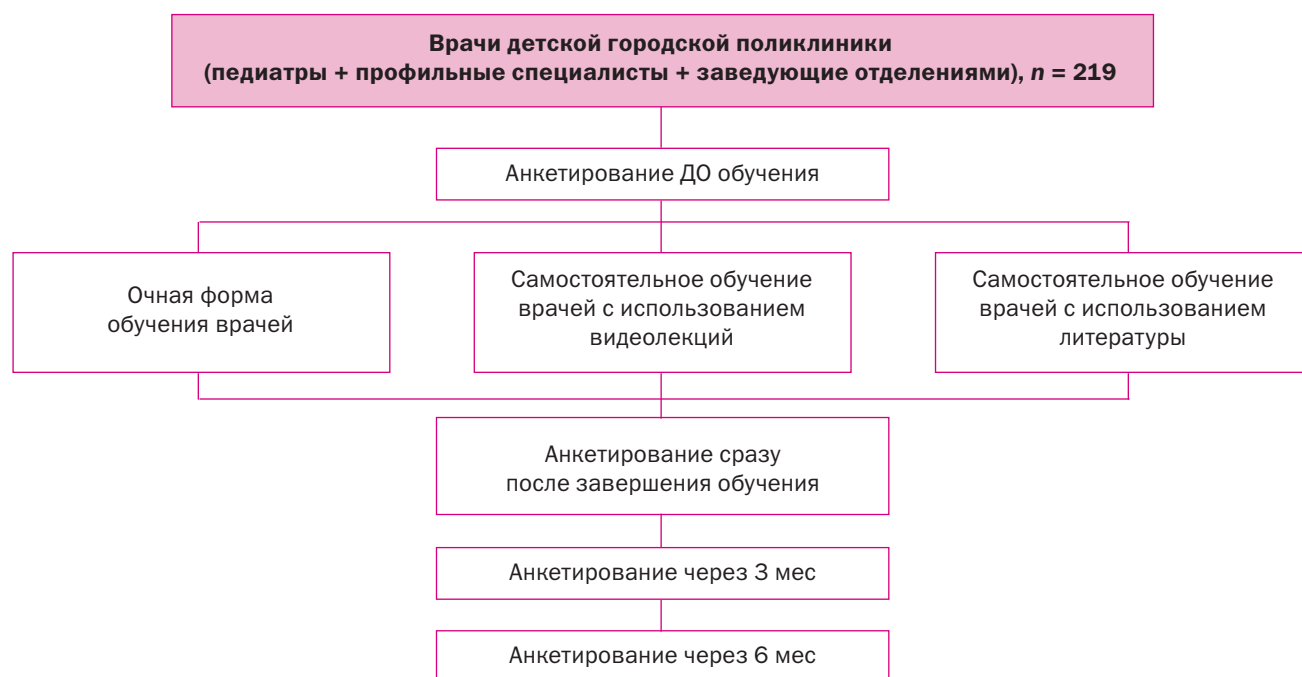 Врачи детской городской поликлиники
(педиатры + профильные специалисты + заведующие отделениями), n = 219
Анкетирование ДО обучения
Очная форма
обучения врачей
Самостоятельное обучение
врачей с использованием
видеолекций
Самостоятельное обучение
врачей с использованием
литературы
Анкетирование сразу
после завершения обучения
Анкетирование через 3 мес
Анкетирование через 6 мес